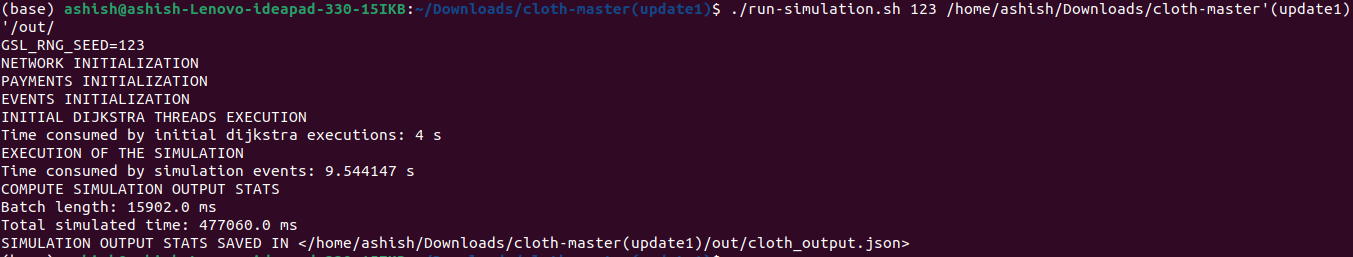 (base) ashish@ashish-Lenovo-ideapad-330-15IKB:~/Downloads/cloth-master(update1)$ ./run-simulation.sh 123 /home/ashish/Downloads/cloth-master'(update1)
'/out/
GSL_RNG_SEED=123
NETWORK INITIALIZATION
PAYMENTS INITIALIZATION
EVENTS INITIALIZATION
INITIAL DIJKSTRA THREADS EXECUTION
Time consumed by initial dijkstra executions: 4 s
EXECUTION OF THE SIMULATION
Time consumed by simulation events: 9.544147 s
COMPUTE SIMULATION OUTPUT STATS
Batch length: 15902.0 ms
Total simulated time: 477060.0 ms
SIMULATION OUTPUT STATS SAVED IN </home/ashish/Downloads/cloth-master(update1)/out/cloth_output.json>